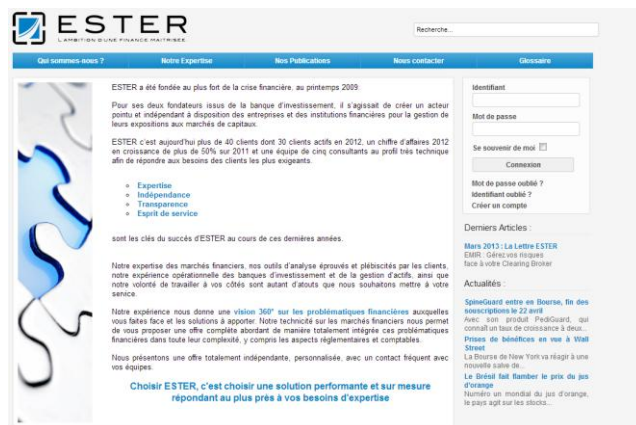 ESTER
L'AMBITION D'UNE FINANCE MAITRISÉE
Recherche...
Qui sommes-nous ?
Notre Expertise
Nos Publications
Nous contacter
Glossaire
ESTER a été fondée au plus fort de la crise financière, au printemps 2009.
Pour ses deux fondateurs issus de la banque d'investissement, il s'agissait de créer un acteur
pointu et indépendant à disposition des entreprises et des institutions financières pour la gestion de
leurs expositions aux marchés de capitaux.
ESTER c'est aujourd'hui plus de 40 clients dont 30 clients actifs en 2012, un chiffre d'affaires 2012
en croissance de plus de 50% sur 2011 et une équipe de cinq consultants au profil très technique
afin de répondre aux besoins des clients les plus exigeants.
Expertise
Indépendance
Transparence
Esprit de service
sont les clés du succès d'ESTER au cours de ces dernières années.
Notre expertise des marchés financiers, nos outils d'analyse éprouvés et plébiscités par les clients,
notre expérience opérationnelle des banques d'investissement et de la gestion d'actifs, ainsi que
notre volonté de travailler à vos côtés sont autant d'atouts que nous souhaitons mettre à votre
service.
Notre expérience nous donne une vision 360° sur les problématiques financières auxquelles
vous faites face et les solutions à apporter. Notre technicité sur les marchés financiers nous permet
de vous proposer une offre complète abordant de manière totalement intégrée ces problématiques
financières dans toute leur complexité, y compris les aspects réglementaires et comptables.
Nous présentons une offre totalement indépendante, personnalisée, avec un contact fréquent avec
vos équipes.
Choisir ESTER, c'est choisir une solution performante et sur mesure
répondant au plus près à vos besoins d'expertise
Identifiant
Mot de passe
Se souvenir de moi
Connexion
Mot de passe oublié ?
Identifiant oublié ?
Créer un compte
Derniers Articles :
Mars 2013 : La Lettre ESTER
EMIR : Gérez vos risques
face à votre Clearing Broker
Actualités :
SpineGuard entre en Bourse, fin des
souscriptions le 22 avril
Avec son produit PediGuard, qui
connaît un taux de croissance à deux...
Prises de bénéfices en vue à Wall
Street
La Bourse de New York va réagir à une
nouvelle salve de...
Le Brésil fait flamber le prix du jus
d'orange
Numéro un mondial du jus d'orange,
le pays agit sur les stocks...